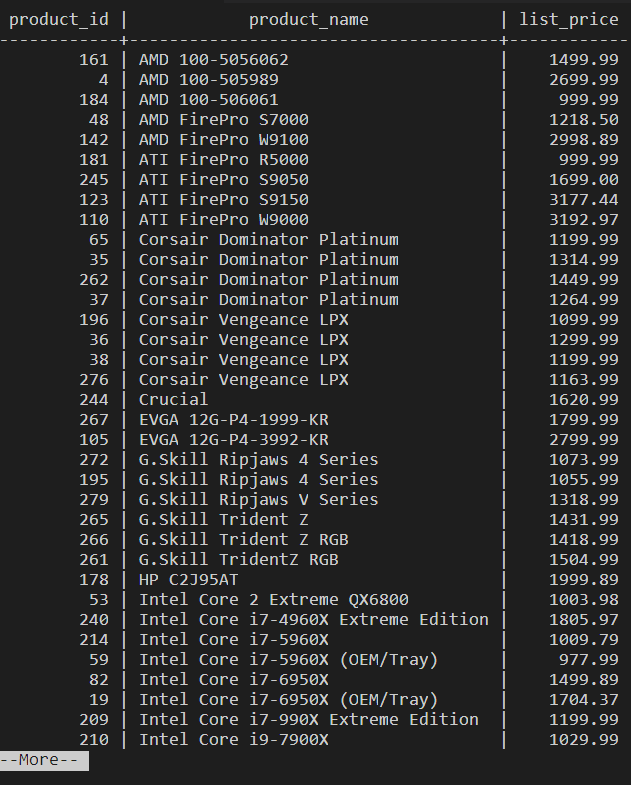 product_id | product_name | list_price
------------+------------------------------------+------------
161 | AMD 100-5056062 | 1499.99
4 | AMD 100-505989 | 2699.99
184 | AMD 100-506061 | 999.99
48 | AMD FirePro S7000 | 1218.50
142 | AMD FirePro W9100 | 2998.89
181 | ATI FirePro R5000 | 999.99
245 | ATI FirePro S9050 | 1699.00
123 | ATI FirePro S9150 | 3177.44
110 | ATI FirePro W9000 | 3192.97
65 | Corsair Dominator Platinum | 1199.99
35 | Corsair Dominator Platinum | 1314.99
262 | Corsair Dominator Platinum | 1449.99
37 | Corsair Dominator Platinum | 1264.99
196 | Corsair Vengeance LPX | 1099.99
36 | Corsair Vengeance LPX | 1299.99
38 | Corsair Vengeance LPX | 1199.99
276 | Corsair Vengeance LPX | 1163.99
244 | Crucial | 1620.99
267 | EVGA 12G-P4-1999-KR | 1799.99
105 | EVGA 12G-P4-3992-KR | 2799.99
272 | G.Skill Ripjaws 4 Series | 1073.99
195 | G.Skill Ripjaws 4 Series | 1055.99
279 | G.Skill Ripjaws V Series | 1318.99
265 | G.Skill Trident Z | 1431.99
266 | G.Skill Trident Z RGB | 1418.99
261 | G.Skill TridentZ RGB | 1504.99
178 | HP C2J95AT | 1999.89
53 | Intel Core 2 Extreme QX6800 | 1003.98
240 | Intel Core i7-4960X Extreme Edition | 1805.97
214 | Intel Core i7-5960X | 1009.79
59 | Intel Core i7-5960X (OEM/Tray) | 977.99
82 | Intel Core i7-6950X | 1499.89
19 | Intel Core i7-6950X (OEM/Tray) | 1704.37
209 | Intel Core i7-990X Extreme Edition | 1199.99
210 | Intel Core i9-7900X | 1029.99
--More--